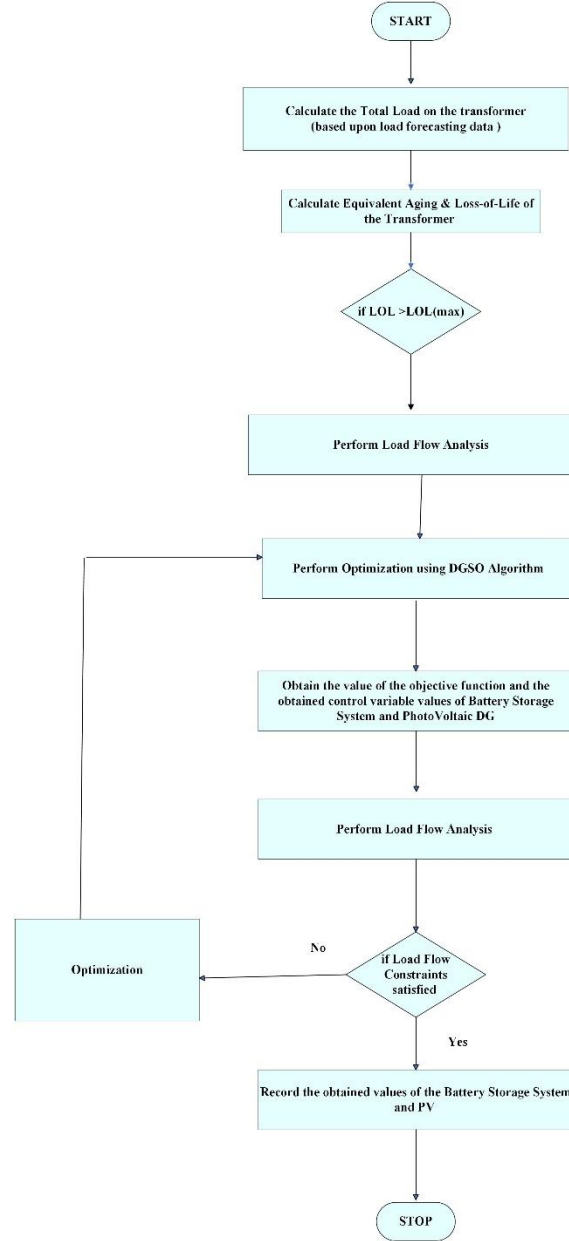 START
Calculate the Total Load on the transformer
(based upon load forecasting data )
Calculate Equivalent Aging & Loss-of-Life of
the Transformer
if LOL >LOL(max)
Perform Load Flow Analysis
Perform Optimization using DGSO Algorithm
Obtain the value of the objective function and the
obtained control variable values of Battery Storage
System and PhotoVoltaic DG
Perform Load Flow Analysis
if Load Flow
Constraints
satisfied
No
Optimization
Yes
Record the obtained values of the Battery Storage System
and PV
STOP